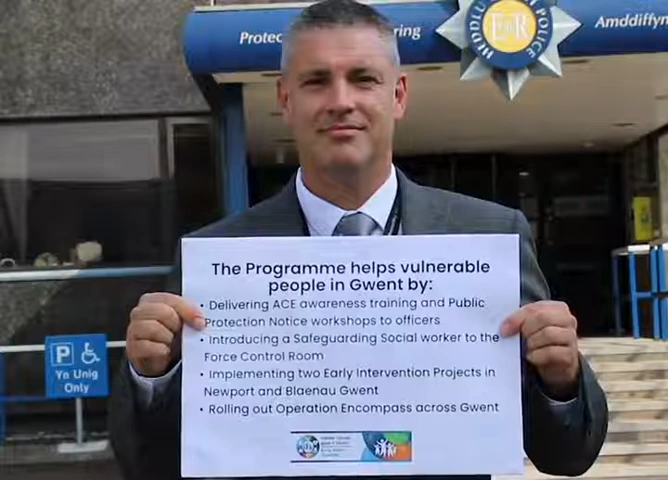 Protec
ring
Amddiffyn
HEDDLU
POLICE
EIIR
The Programme helps vulnerable
people in Gwent by:
• Delivering ACE awareness training and Public
Protection Notice workshops to officers
• Introducing a Safeguarding Social worker to the
Force Control Room
• Implementing two Early Intervention Projects in
Newport and Blaenau Gwent
• Rolling out Operation Encompass across Gwent
P
Yn Unig
Only